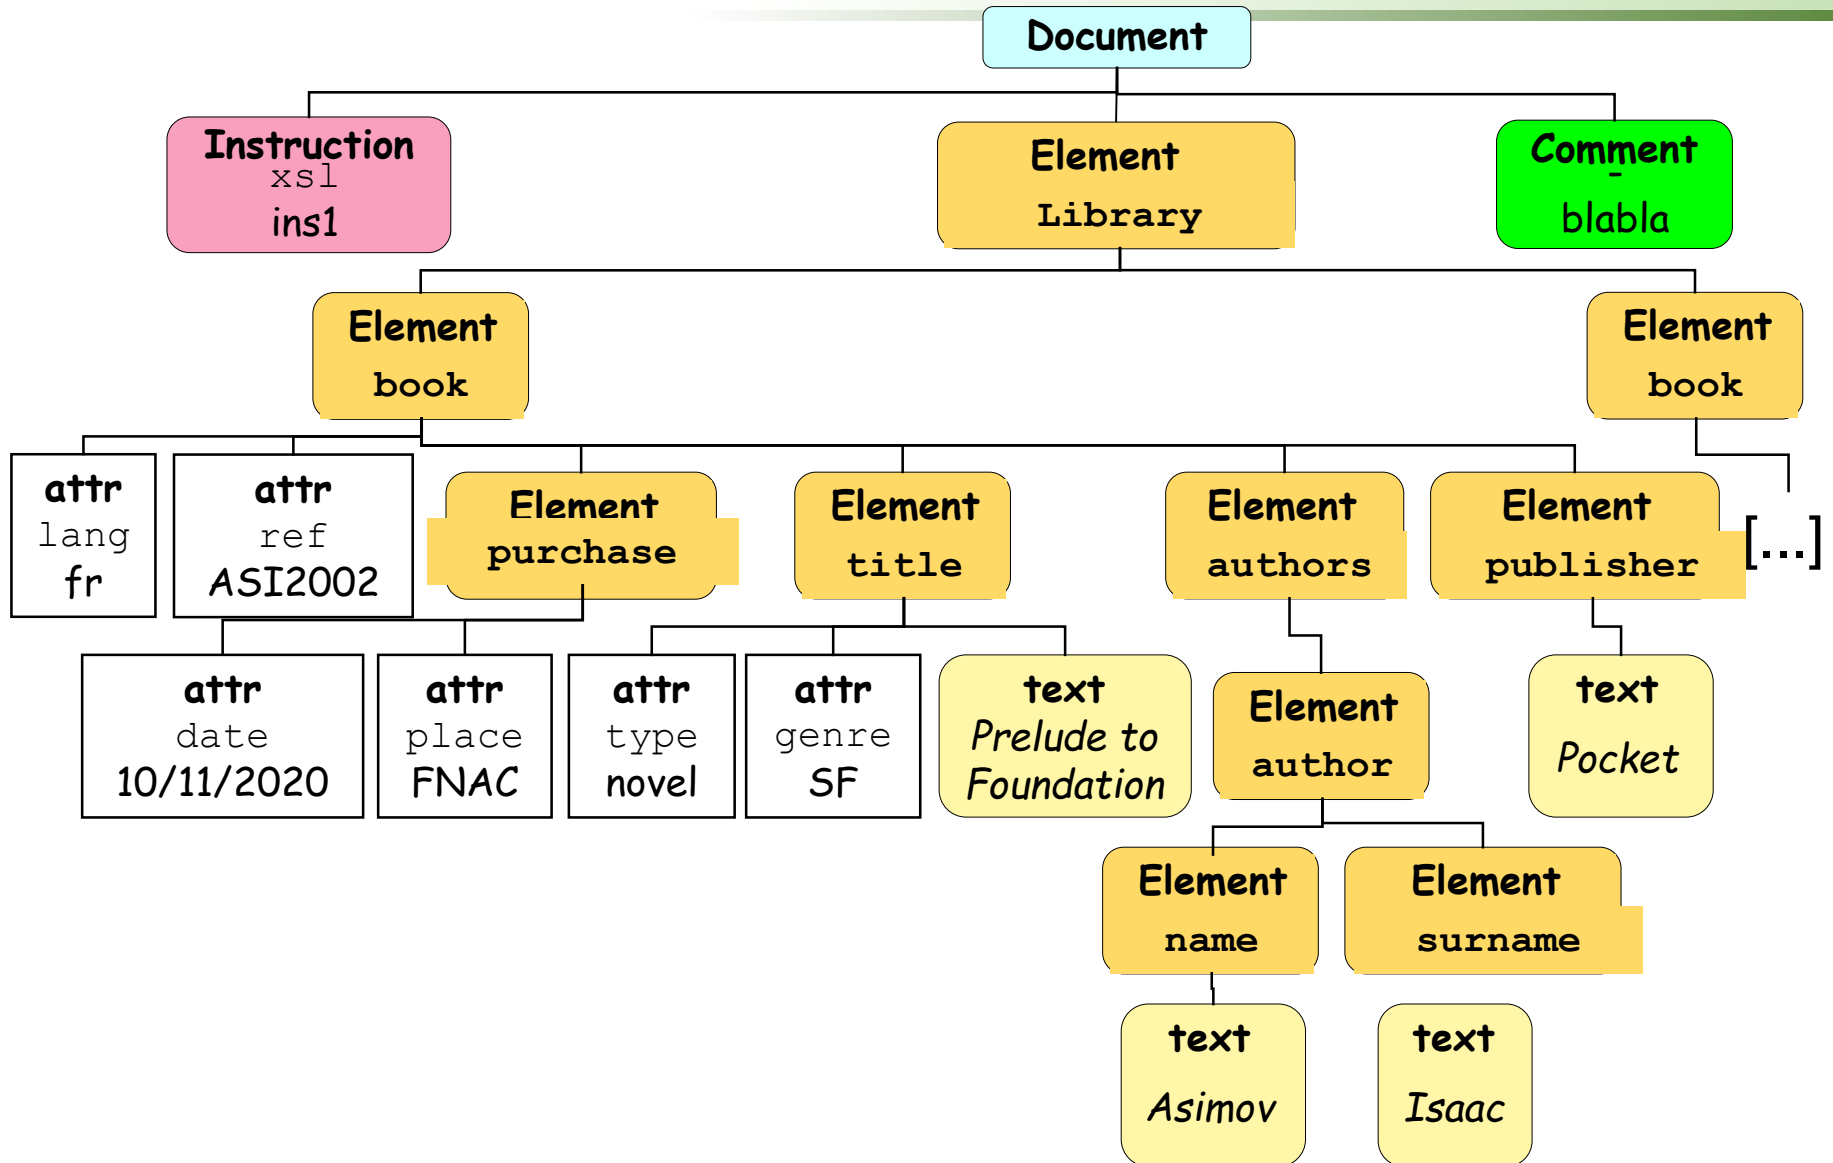 Document
Instruction
xsl
ins1
Element
Library
Comment
-
blabla
Element
book
Element
book
attr
lang
fr
attr
ref
ASI2002
Element
purchase
Element
title
Element
authors
Element
publisher
[...]
attr
date
10/11/2020
attr
place
FNAC
attr
type
novel
attr
genre
SF
text
Prelude to
Foundation
Element
author
text
Pocket
Element
name
Element
surname
text
Asimov
text
Isaac